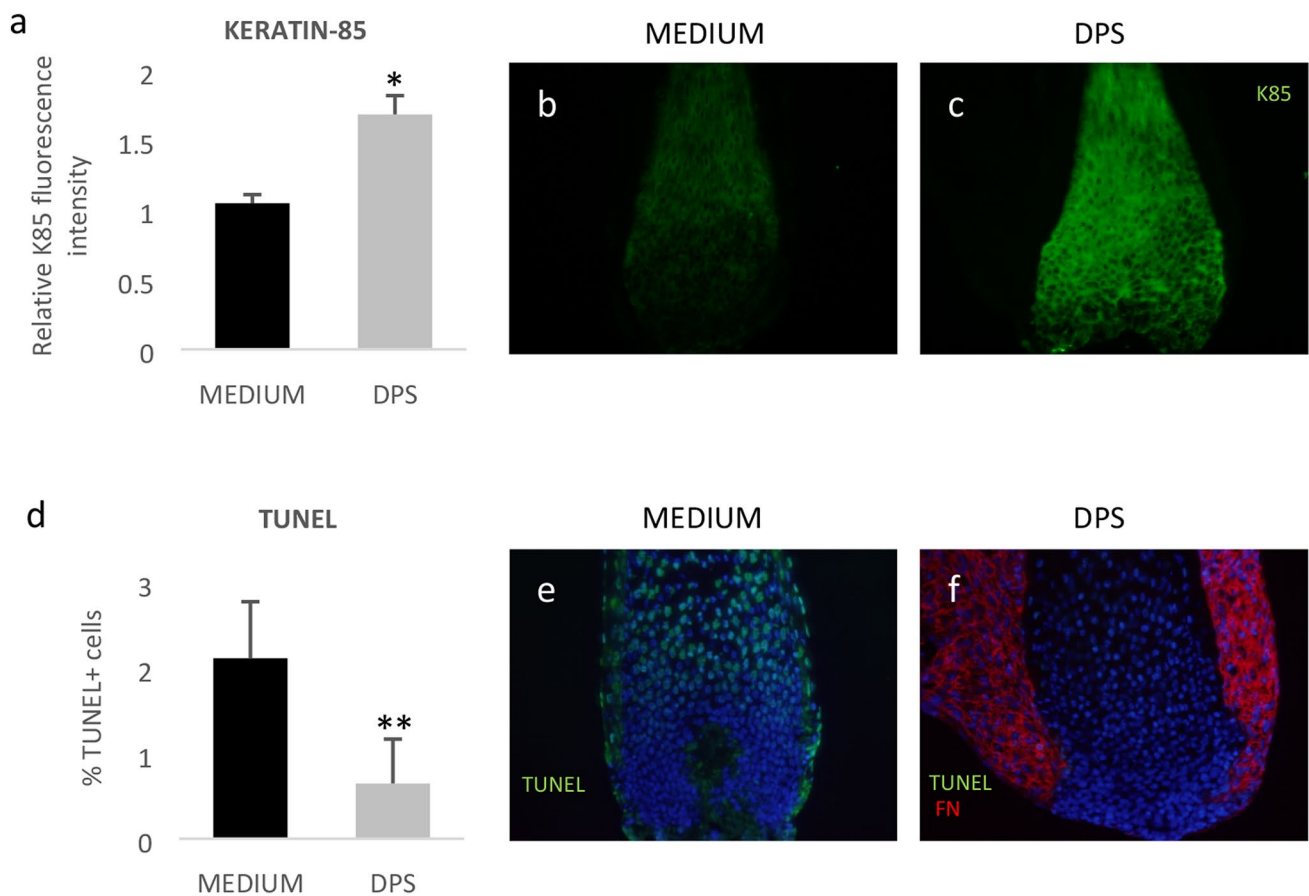 a
KERATIN-85
Relative K85 fluorescence
intensity
2
1.5
1
0.5
0
*
MEDIUM
DPS
MEDIUM
b
DPS
c
K85
d
TUNEL
% TUNEL+ cells
3
2
1
0
**
MEDIUM
DPS
MEDIUM
e
TUNEL
DPS
f
TUNEL
FN